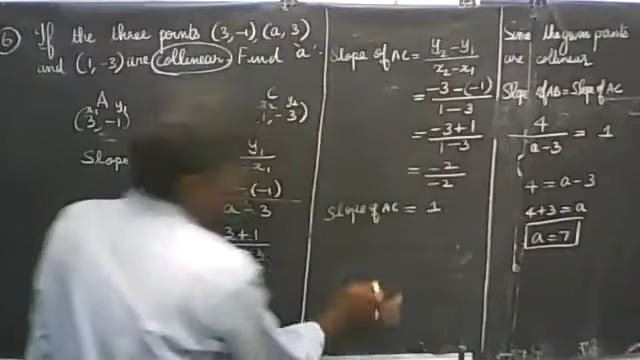 6) If the three points (3,-1), (a, 3)
and (1,-3) are collinear. Find 'a'.
A C
x₁ y₁ x₂ y₂
(3,-1) 1,-3)
Slope y₁
-x₁
-(-1)
a-3
3+1
Slope of AC = y₂-y₁
x₂-x₁
= -3-(-1)
1-3
= -3+1
1-3
= -2
-2
Slope of AC = 1
Since the given points
are collinear
Slope of AB = Slope of AC
4
a-3 = 1
4 = a-3
4+3 = a
a=7